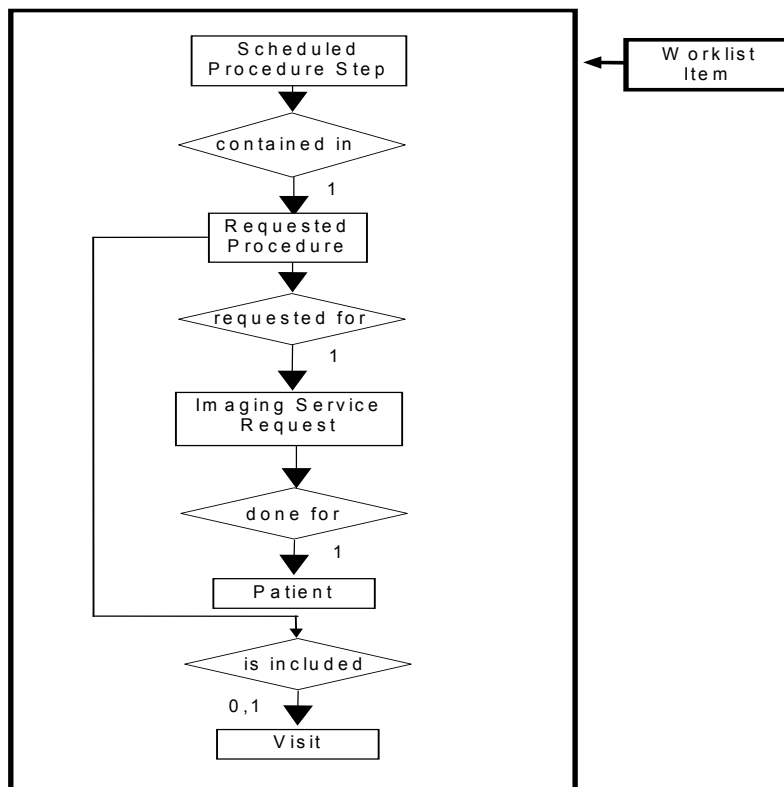 Scheduled
Procedure Step
Worklist
Item
contained in
1
Requested
Procedure
requested for
1
Imaging Service
Request
done for
1
Patient
is included
0,1
Visit